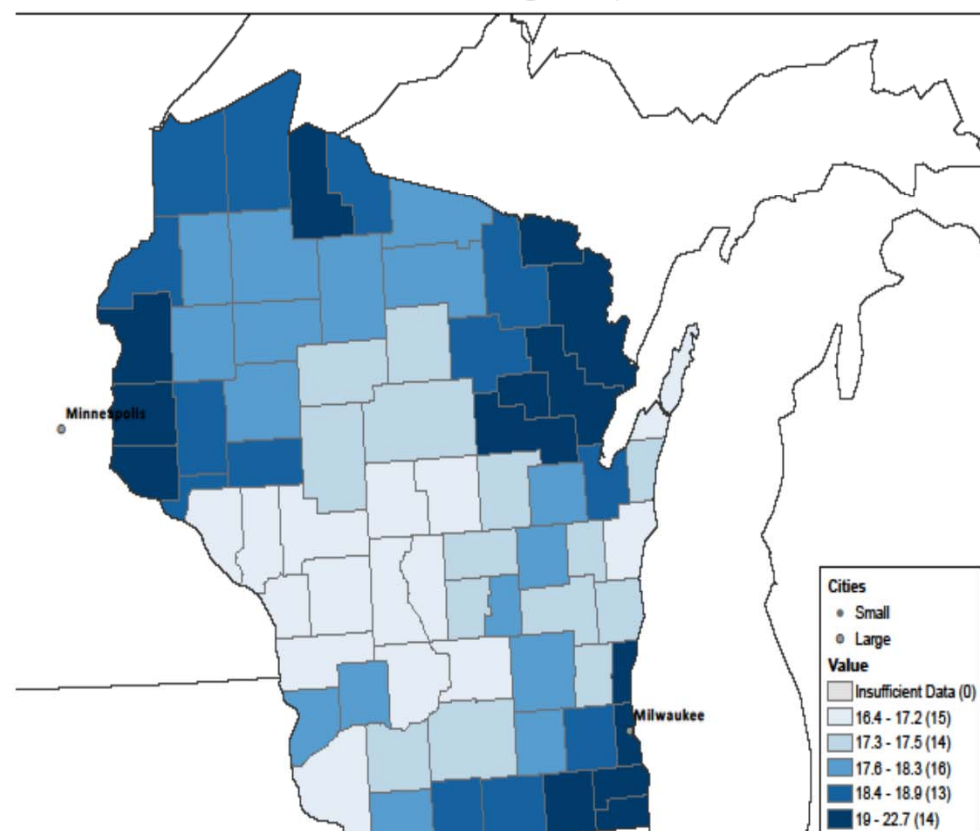 Minneapolis
Milwaukee
Cities
Small
Large
Value
Insufficient Data (0)
16.4 - 17.2 (15)
17.3 - 17.5 (14)
17.6 - 18.3 (16)
18.4 - 18.9 (13)
19 - 22.7 (14)